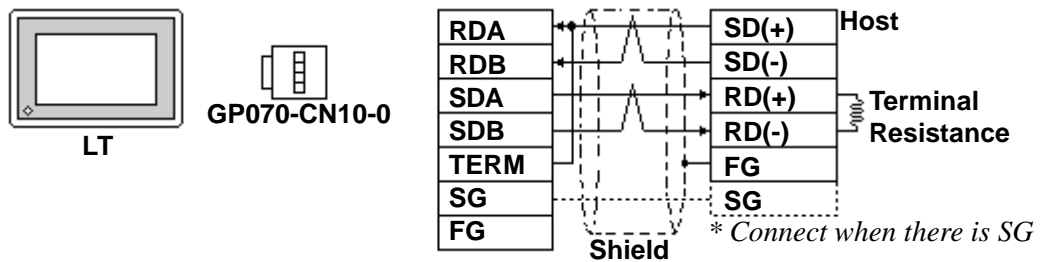 LT
GP070-CN10-0
RDA
RDB
SDA
SDB
TERM
SG
FG
Shield
SD(+)
SD(-)
RD(+)
RD(-)
FG
SG
Host
Terminal
Resistance
* Connect when there is SG